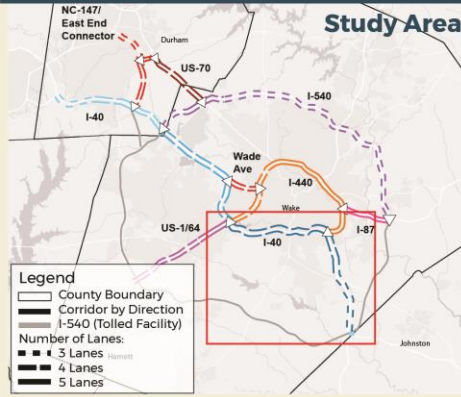 Study Area
NC-147/
East End
Connector
Durham
US-70
I-40
I-540
Wade
Ave
I-440
Wake
US-1/64
I-40
I-87
Legend
County Boundary
Corridor by Direction
I-540 (Tolled Facility)
Number of Lanes:
3 Lanes
Harnett
4 Lanes
5 Lanes
Johnston